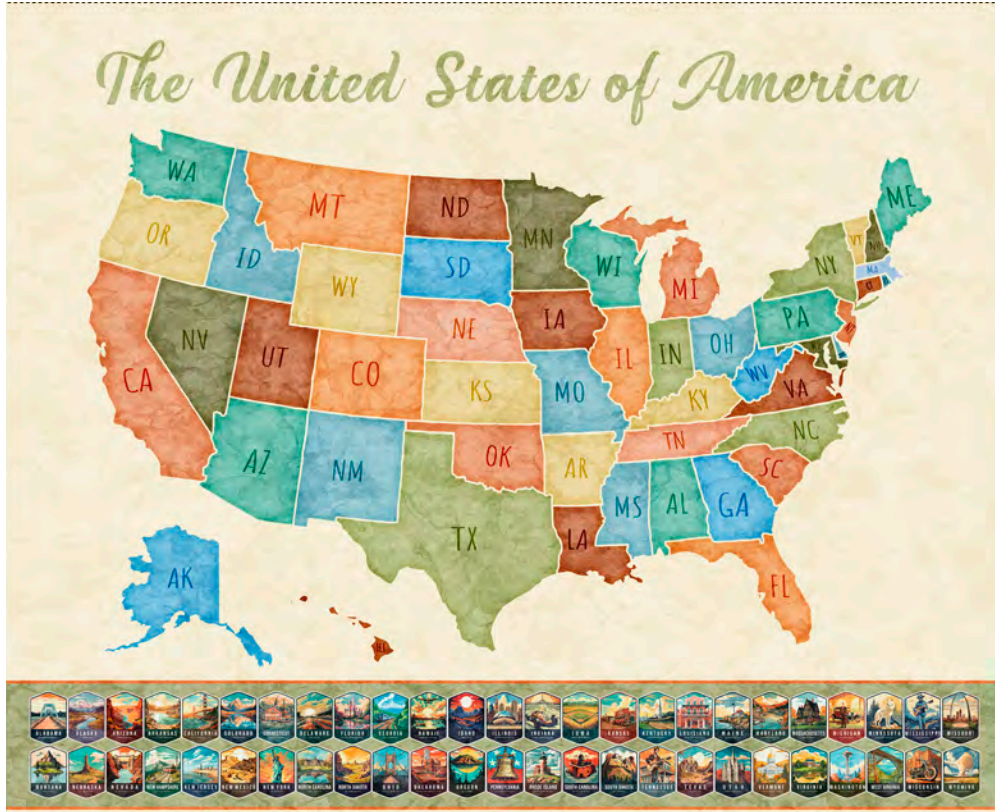 The United States of America
WA
MT
ND
MN
ME
OR
ID
SD
WI
VT
NH
NY
MA
WY
MI
CT
NV
UT
CO
NE
IA
IL
IN
OH
PA
CA
KS
MO
KY
WV
VA
AZ
NM
OK
AR
TN
NC
SC
TX
LA
MS
AL
GA
FL
AK
HI
ALABAMA ALASKA ARIZONA ARKANSAS CALIFORNIA COLORADO CONNECTICUT DELAWARE FLORIDA GEORGIA HAWAII IDAHO ILLINOIS INDIANA IOWA KANSAS KENTUCKY LOUISIANA MAINE MARYLAND MASSACHUSETTS MICHIGAN MINNESOTA MISSISSIPPI MISSOURI
MONTANA NEBRASKA NEVADA NEW HAMPSHIRE NEW JERSEY NEW MEXICO NEW YORK NORTH CAROLINA NORTH DAKOTA OHIO OKLAHOMA OREGON PENNSYLVANIA RHODE ISLAND SOUTH CAROLINA SOUTH DAKOTA TENNESSEE TEXAS UTAH VERMONT VIRGINIA WASHINGTON WEST VIRGINIA WISCONSIN WYOMING